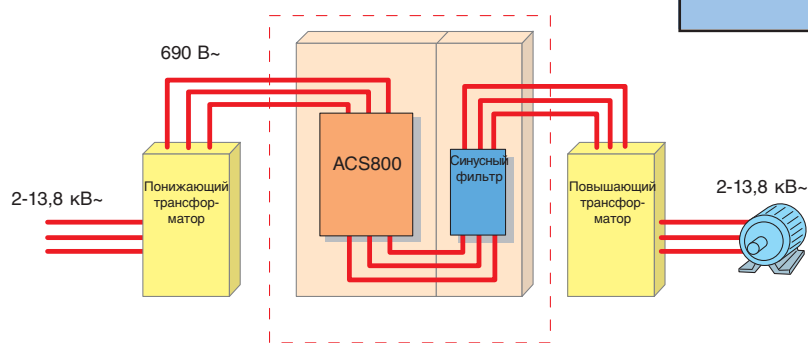 690 В~
2-13,8 кВ~
Понижающий
трансфор-
матор
ACS800
Синусный
фильтр
Повышающий
трансфор-
матор
2-13,8 кВ~